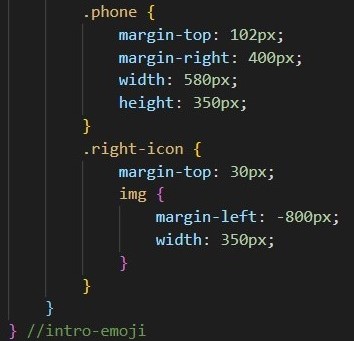 .phone {
margin-top: 102px;
margin-right: 400px;
width: 580px;
height: 350px;
}
.right-icon {
margin-top: 30px;
img {
margin-left: -800px;
width: 350px;
}
}
}
} //intro-emoji